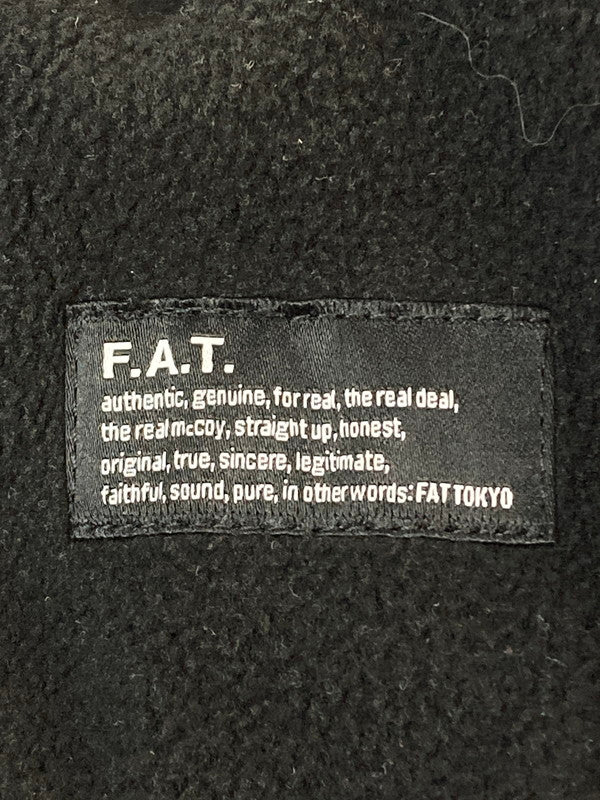 F.A.T.
authentic, genuine, for real, the real deal,
the real mccoy, straight up, honest,
original, true, sincere, legitimate,
faithful, sound, pure, in other words: FAT TOKYO